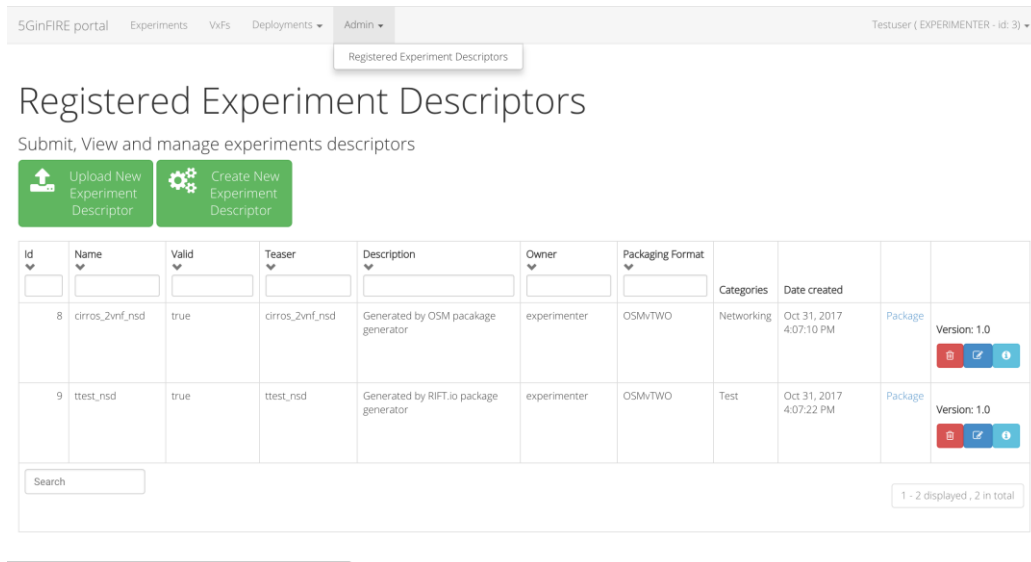 5GinFIRE portal Experiments VxFs Deployments Admin Testuser ( EXPERIMENTER - id: 3)
Registered Experiment Descriptors
Registered Experiment Descriptors
Submit, View and manage experiments descriptors
Upload New
Experiment
Descriptor
Create New
Experiment
Descriptor
Id Name Valid Teaser Description Owner Packaging Format
Categories Date created
8 cirros_2vnf_nsd true cirros_2vnf_nsd Generated by OSM pacakage experimenter OSMvTWO Networking Oct 31, 2017 Package
generator 4:07:10 PM
Version: 1.0
9 ttest_nsd true ttest_nsd Generated by RIFT.io package experimenter OSMvTWO Test Oct 31, 2017 Package
generator 4:07:22 PM
Version: 1.0
Search
1 - 2 displayed , 2 in total